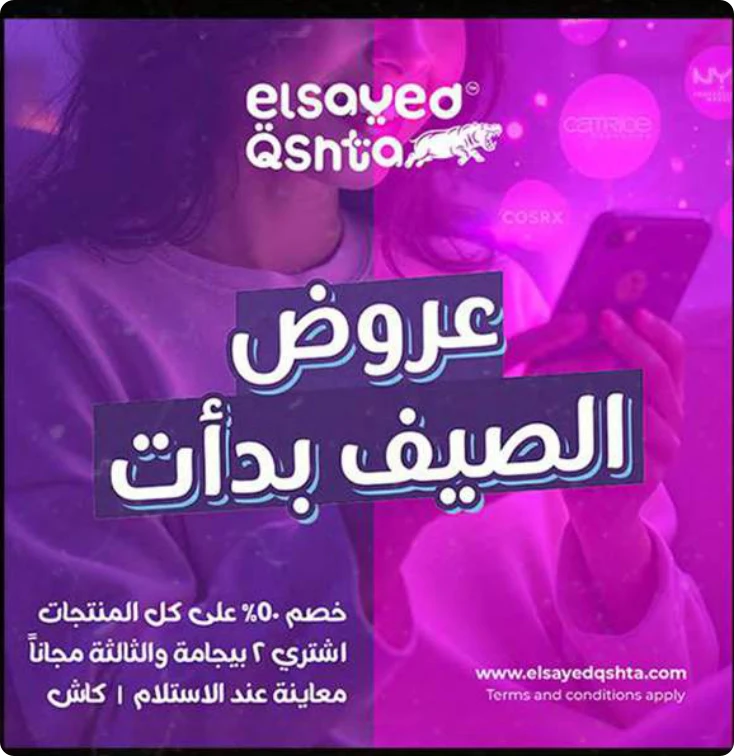 elsayed
Qshta
NYX
CATRICE
COSRX
عروض
الصيف بدأت
خصم ٥٠% على كل المنتجات
اشتري ٢ بيجامة والثالثة مجاناً
معاينة عند الاستلام | كاش
www.elsayedqshta.com
Terms and conditions apply